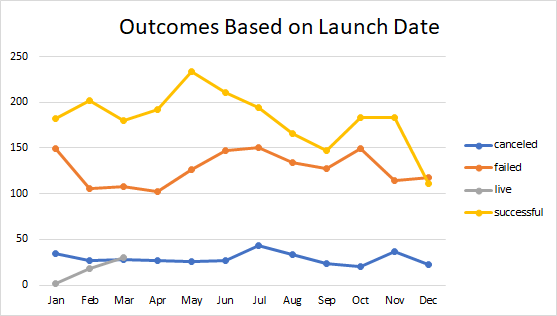 Outcomes Based on Launch Date
250
200
150
100
50
0
Jan Feb Mar Apr May Jun Jul Aug Sep Oct Nov Dec
canceled
failed
live
successful